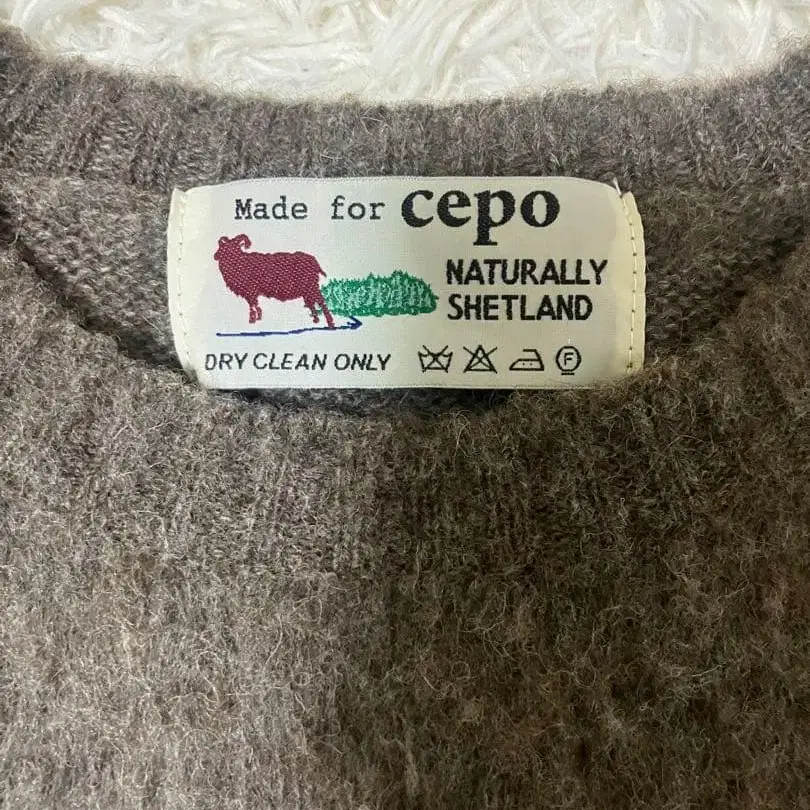 Made for cepo
NATURALLY
SHETLAND
DRY CLEAN ONLY F